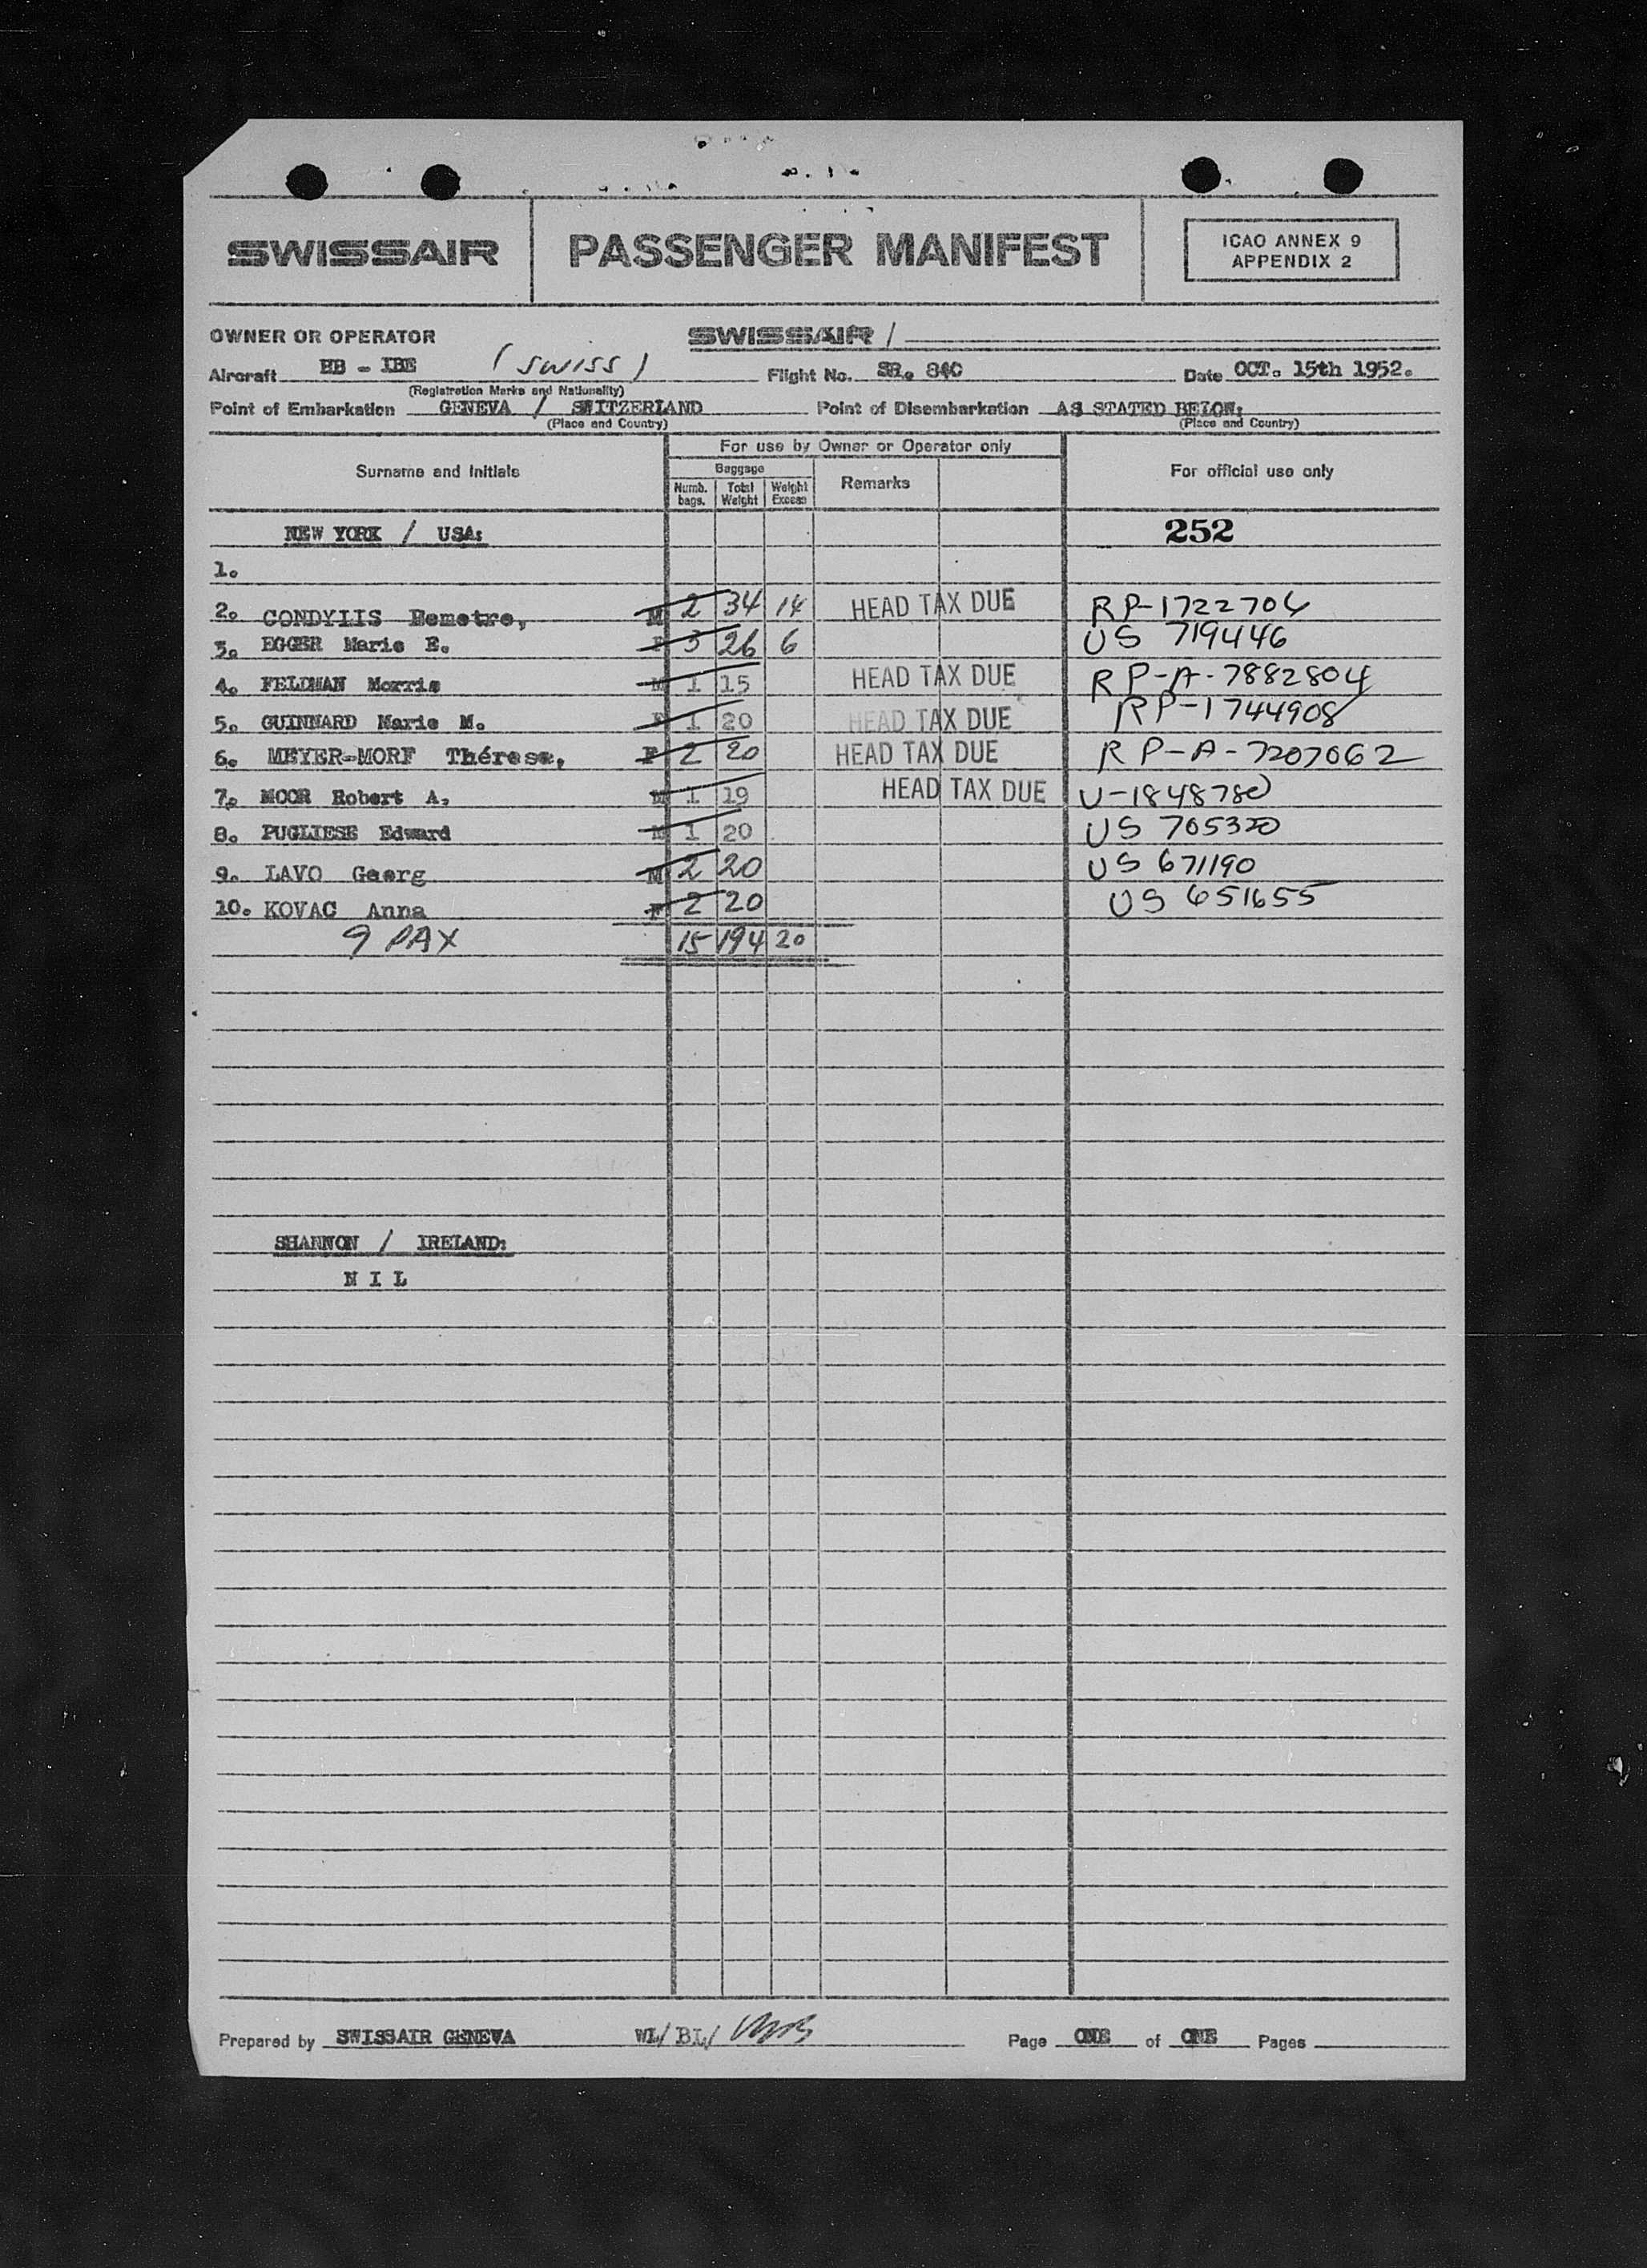 SWISSAIR PASSENGER MANIFEST ICAO ANNEX 9
APPENDIX 2
OWNER OR OPERATOR SWISSAIR /
Aircraft HB - IBE (SWISS) Flight No. SR. 840 Date OCT. 15th 1952.
(Registration Marks and Nationality)
Point of Embarkation GENEVA / SWITZERLAND Point of Disembarkation AS STATED BELOW:
(Place and Country) (Place and Country)
For use by Owner or Operator only
Surname and Initials Baggage Remarks For official use only
Numb. bags. Total Weight Weight Excess
NEW YORK / USA: 252
1.
2. CONDYLIS Demetre, M 2 34 14 HEAD TAX DUE RP-1722706
3. EGGER Marie E. F 3 26 6 US 719446
4. FELDMAN Morris M 1 15 HEAD TAX DUE RP-A-7882804
5. GUINNARD Marie M. F 1 20 HEAD TAX DUE RP-1744908
6. MEYER-MORF Thérese, F 2 20 HEAD TAX DUE RP-A-7207062
7. MOOR Robert A. M 1 19 HEAD TAX DUE U-1848780
8. PUGLIESE Edward M 1 20 US 705320
9. LAVO Georg M 2 20 US 671190
10. KOVAC Anna F 2 20 US 651655
9 PAX 15 194 20
SHANNON / IRELAND:
N I L
Prepared by SWISSAIR GENEVA WL/BL/ Page ONE of ONE Pages